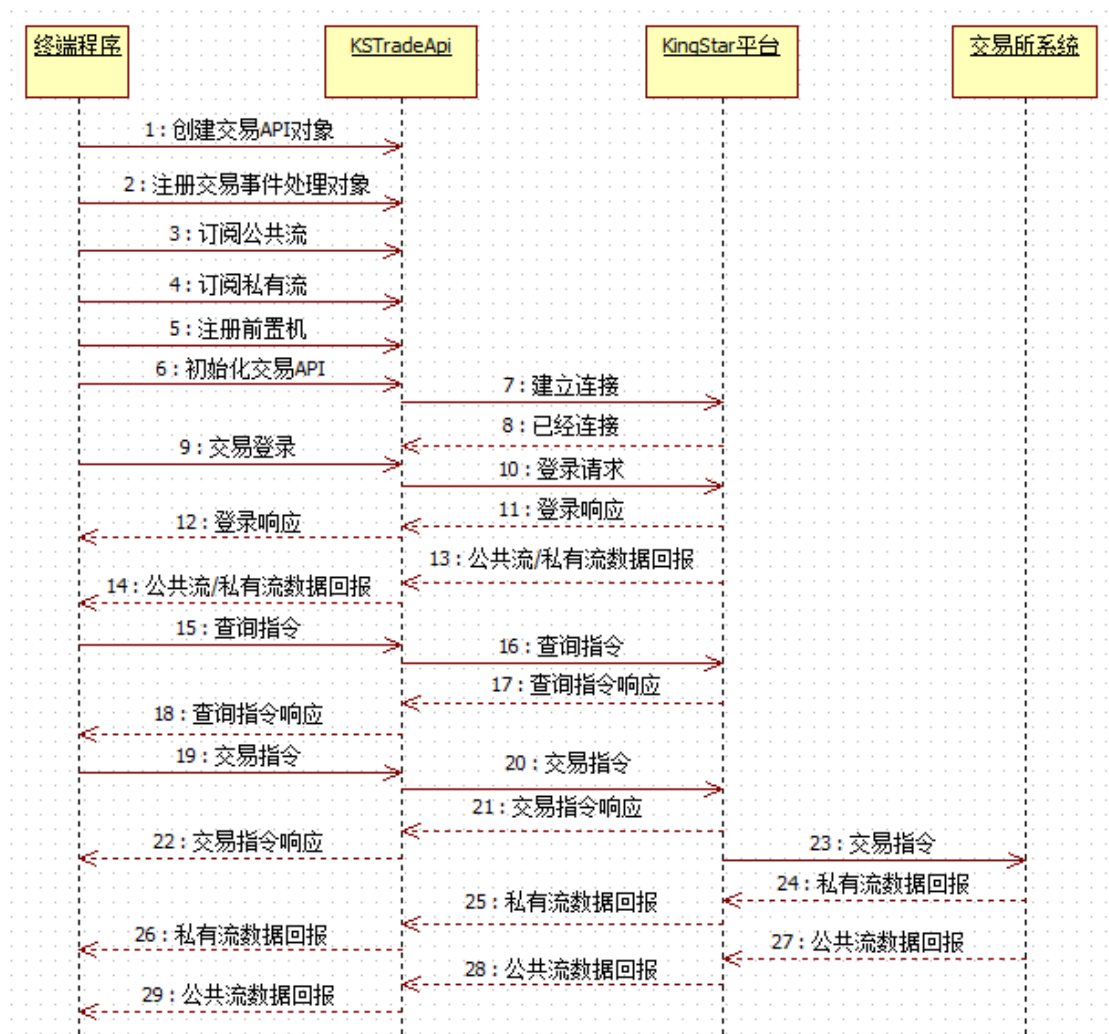 终端程序
KSTradeApi
KingStar平台
交易所系统
1 : 创建交易API对象
2 : 注册交易事件处理对象
3 : 订阅公共流
4 : 订阅私有流
5 : 注册前置机
6 : 初始化交易API
7 : 建立连接
8 : 已经连接
9 : 交易登录
10 : 登录请求
11 : 登录响应
12 : 登录响应
13 : 公共流/私有流数据回报
14 : 公共流/私有流数据回报
15 : 查询指令
16 : 查询指令
17 : 查询指令响应
18 : 查询指令响应
19 : 交易指令
20 : 交易指令
21 : 交易指令响应
22 : 交易指令响应
23 : 交易指令
24 : 私有流数据回报
25 : 私有流数据回报
26 : 私有流数据回报
27 : 公共流数据回报
28 : 公共流数据回报
29 : 公共流数据回报